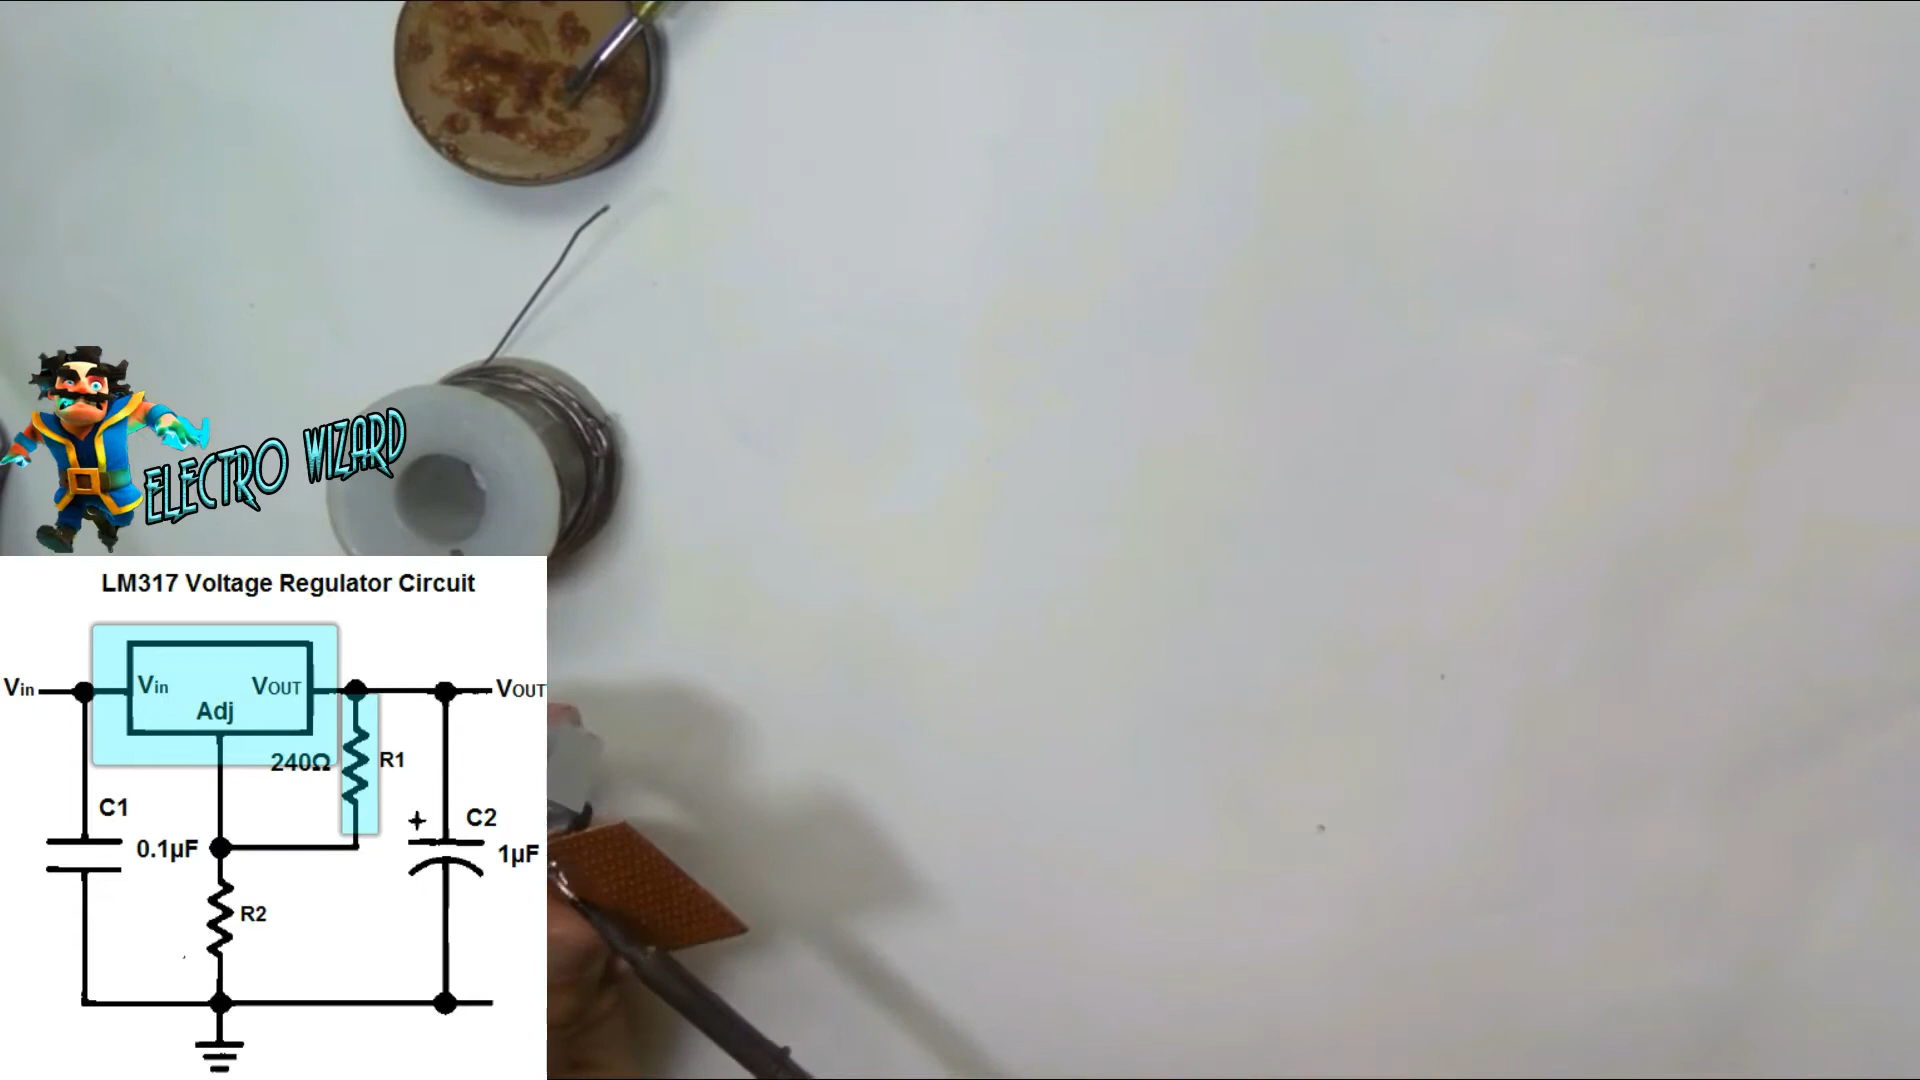 ELECTRO WIZARD
LM317 Voltage Regulator Circuit
Vin
Vin
VOUT
VOUT
Adj
240Ω
R1
C1
0.1µF
+
C2
1µF
R2